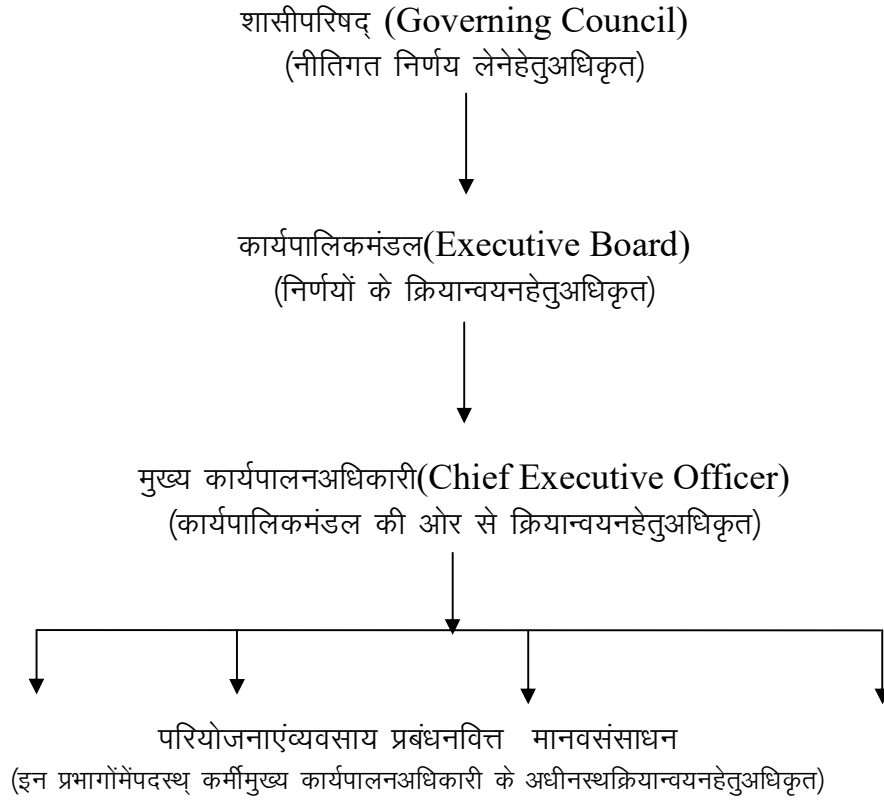 शासीपरिषद् (Governing Council)
(नीतिगत निर्णय लेनेहेतुअधिकृत)
कार्यपालिकमंडल(Executive Board)
(निर्णयों के क्रियान्वयनहेतुअधिकृत)
मुख्य कार्यपालनअधिकारी(Chief Executive Officer)
(कार्यपालिकमंडल की ओर से क्रियान्वयनहेतुअधिकृत)
परियोजनाएंव्यवसाय प्रबंधनवित्त मानवसंसाधन
(इन प्रभागोंमेंपदस्थ् कर्मीमुख्य कार्यपालनअधिकारी के अधीनस्थक्रियान्वयनहेतुअधिकृत)